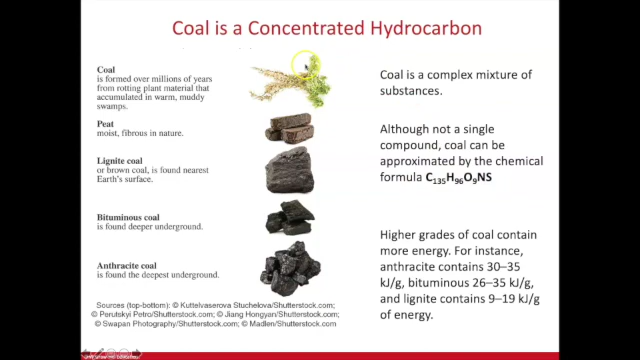 Coal is a Concentrated Hydrocarbon
Coal
is formed over millions of years
from rotting plant material that
accumulated in warm, muddy
swamps.
Peat
moist, fibrous in nature.
Lignite coal
or brown coal, is found nearest
Earth's surface.
Bituminous coal
is found deeper underground.
Anthracite coal
is found the deepest underground.
Sources (top-bottom): © Kuttelvaserova Stuchelova/Shutterstock.com;
© Perutskyi Petro/Shutterstock.com; © Jiang Hongyan/Shutterstock.com;
© Swapan Photography/Shutterstock.com; © Madlen/Shutterstock.com
Coal is a complex mixture of
substances.
Although not a single
compound, coal can be
approximated by the chemical
formula C₁₃₅H₉₆O₉NS
Higher grades of coal contain
more energy. For instance,
anthracite contains 30–35
kJ/g, bituminous 26–35 kJ/g,
and lignite contains 9–19 kJ/g
of energy.